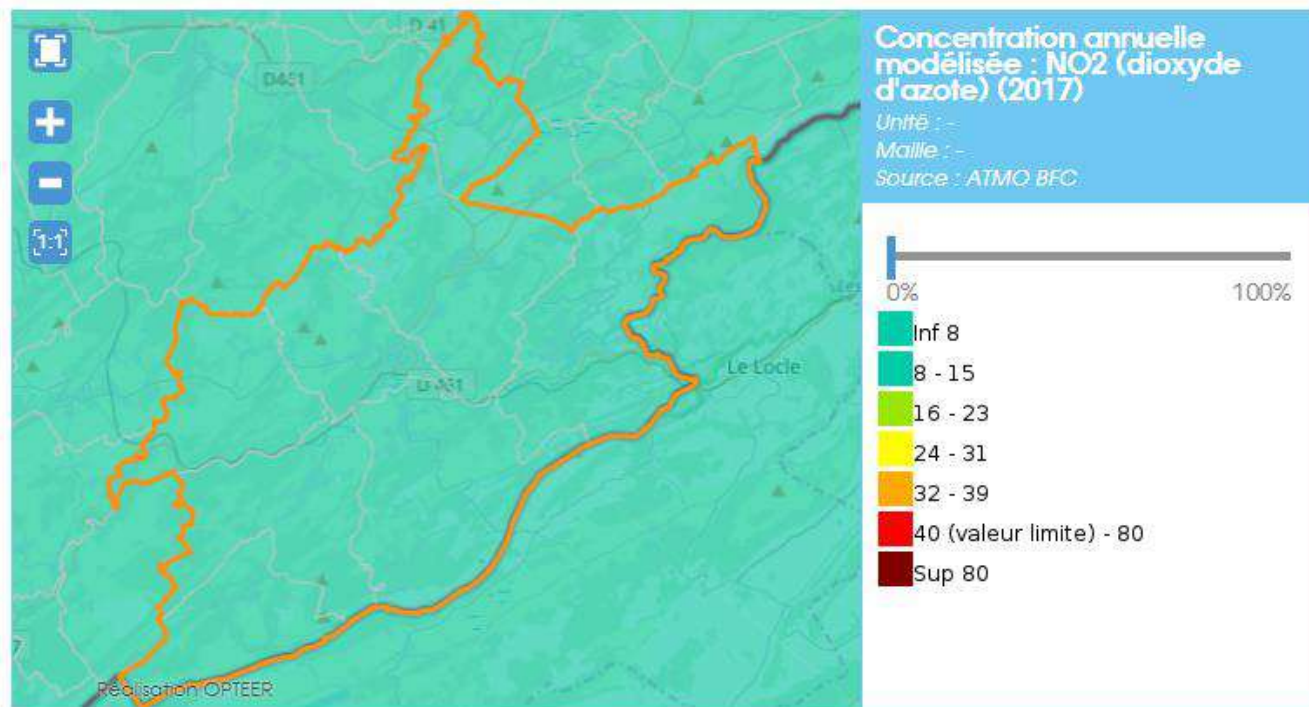 D 41
D461
Le Locle
D 461
Réalisation OPTEER
1:1
Concentration annuelle
modélisée : NO2 (dioxyde
d'azote) (2017)
Unité : -
Maille : -
Source : ATMO BFC
0% 100%
Inf 8
8 - 15
16 - 23
24 - 31
32 - 39
40 (valeur limite) - 80
Sup 80